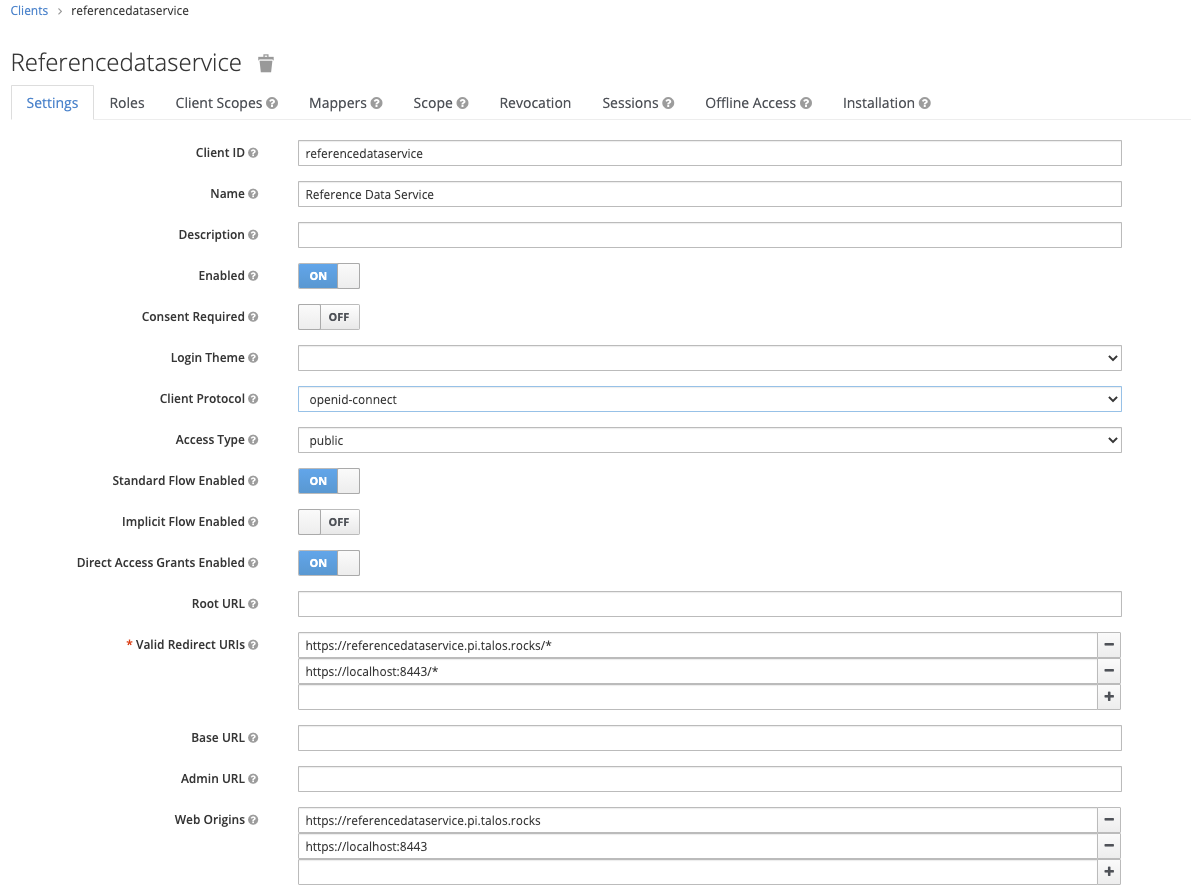 Clients > referencedataservice
Referencedataservice
Settings Roles Client Scopes ? Mappers ? Scope ? Revocation Sessions ? Offline Access ? Installation ?
Client ID ? referencedataservice
Name ? Reference Data Service
Description ?
Enabled ? ON
Consent Required ? OFF
Login Theme ?
Client Protocol ? openid-connect
Access Type ? public
Standard Flow Enabled ? ON
Implicit Flow Enabled ? OFF
Direct Access Grants Enabled ? ON
Root URL ?
* Valid Redirect URIs ? https://referencedataservice.pi.talos.rocks/* −
https://localhost:8443/* −
+
Base URL ?
Admin URL ?
Web Origins ? https://referencedataservice.pi.talos.rocks −
https://localhost:8443 −
+